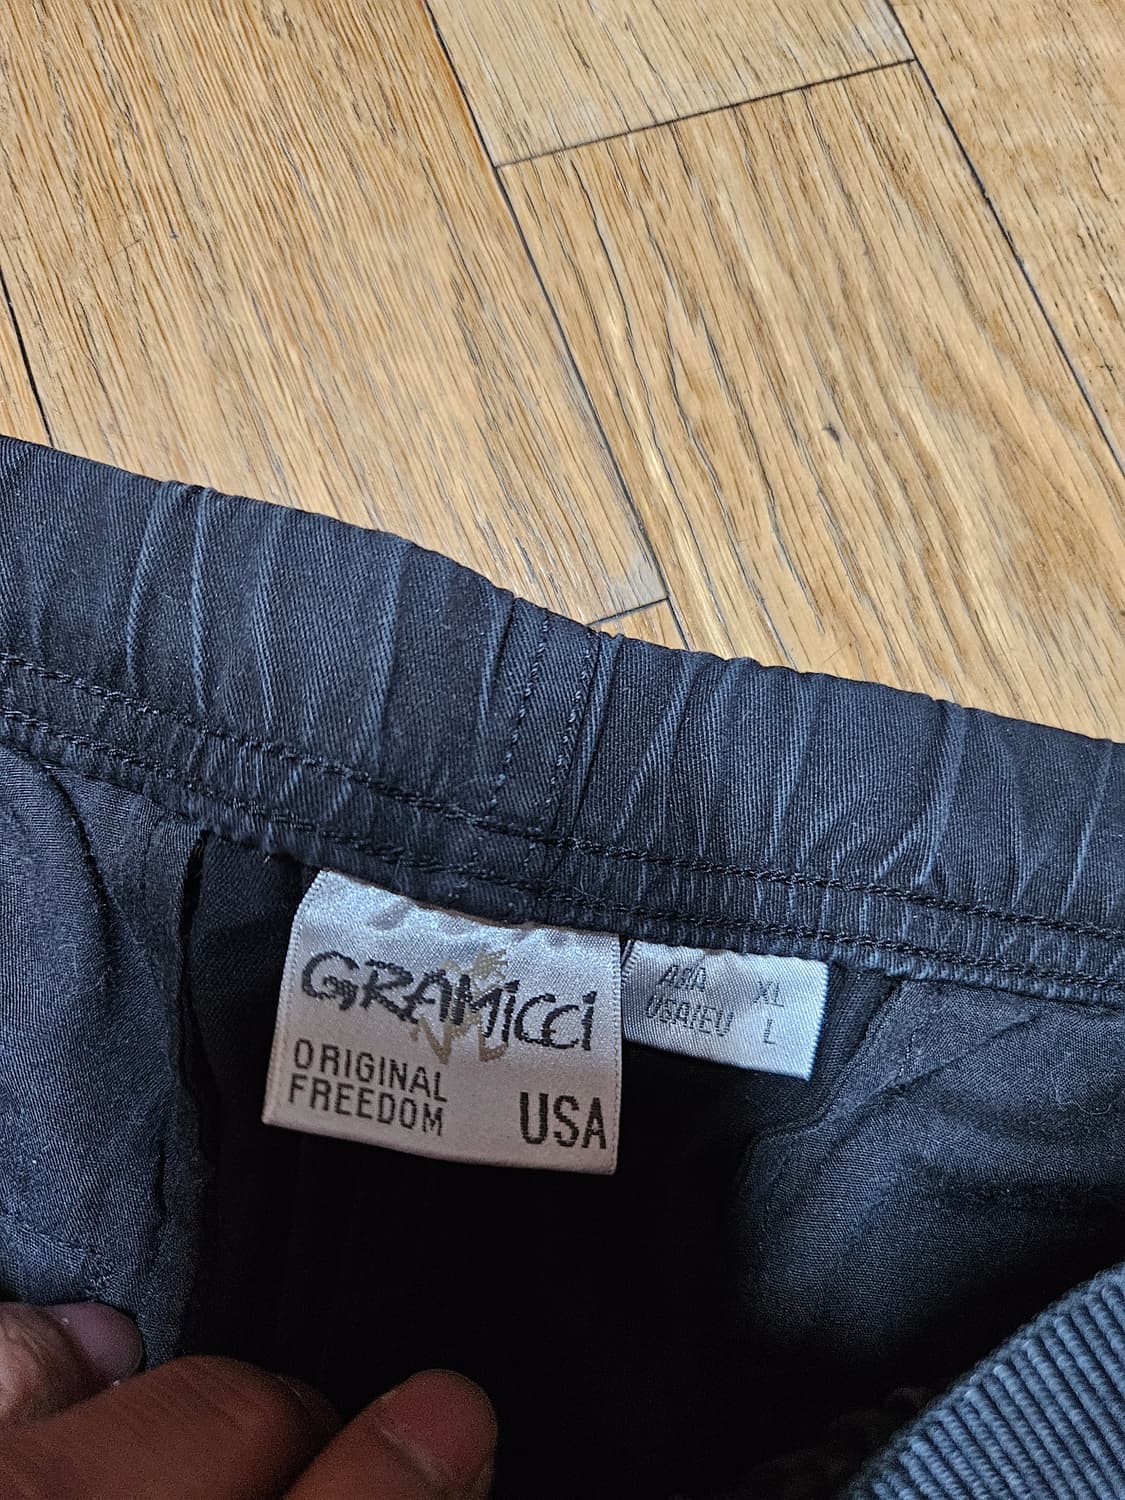 GRAMICCI
ORIGINAL
FREEDOM
USA
ASIA XL
USA/EU L